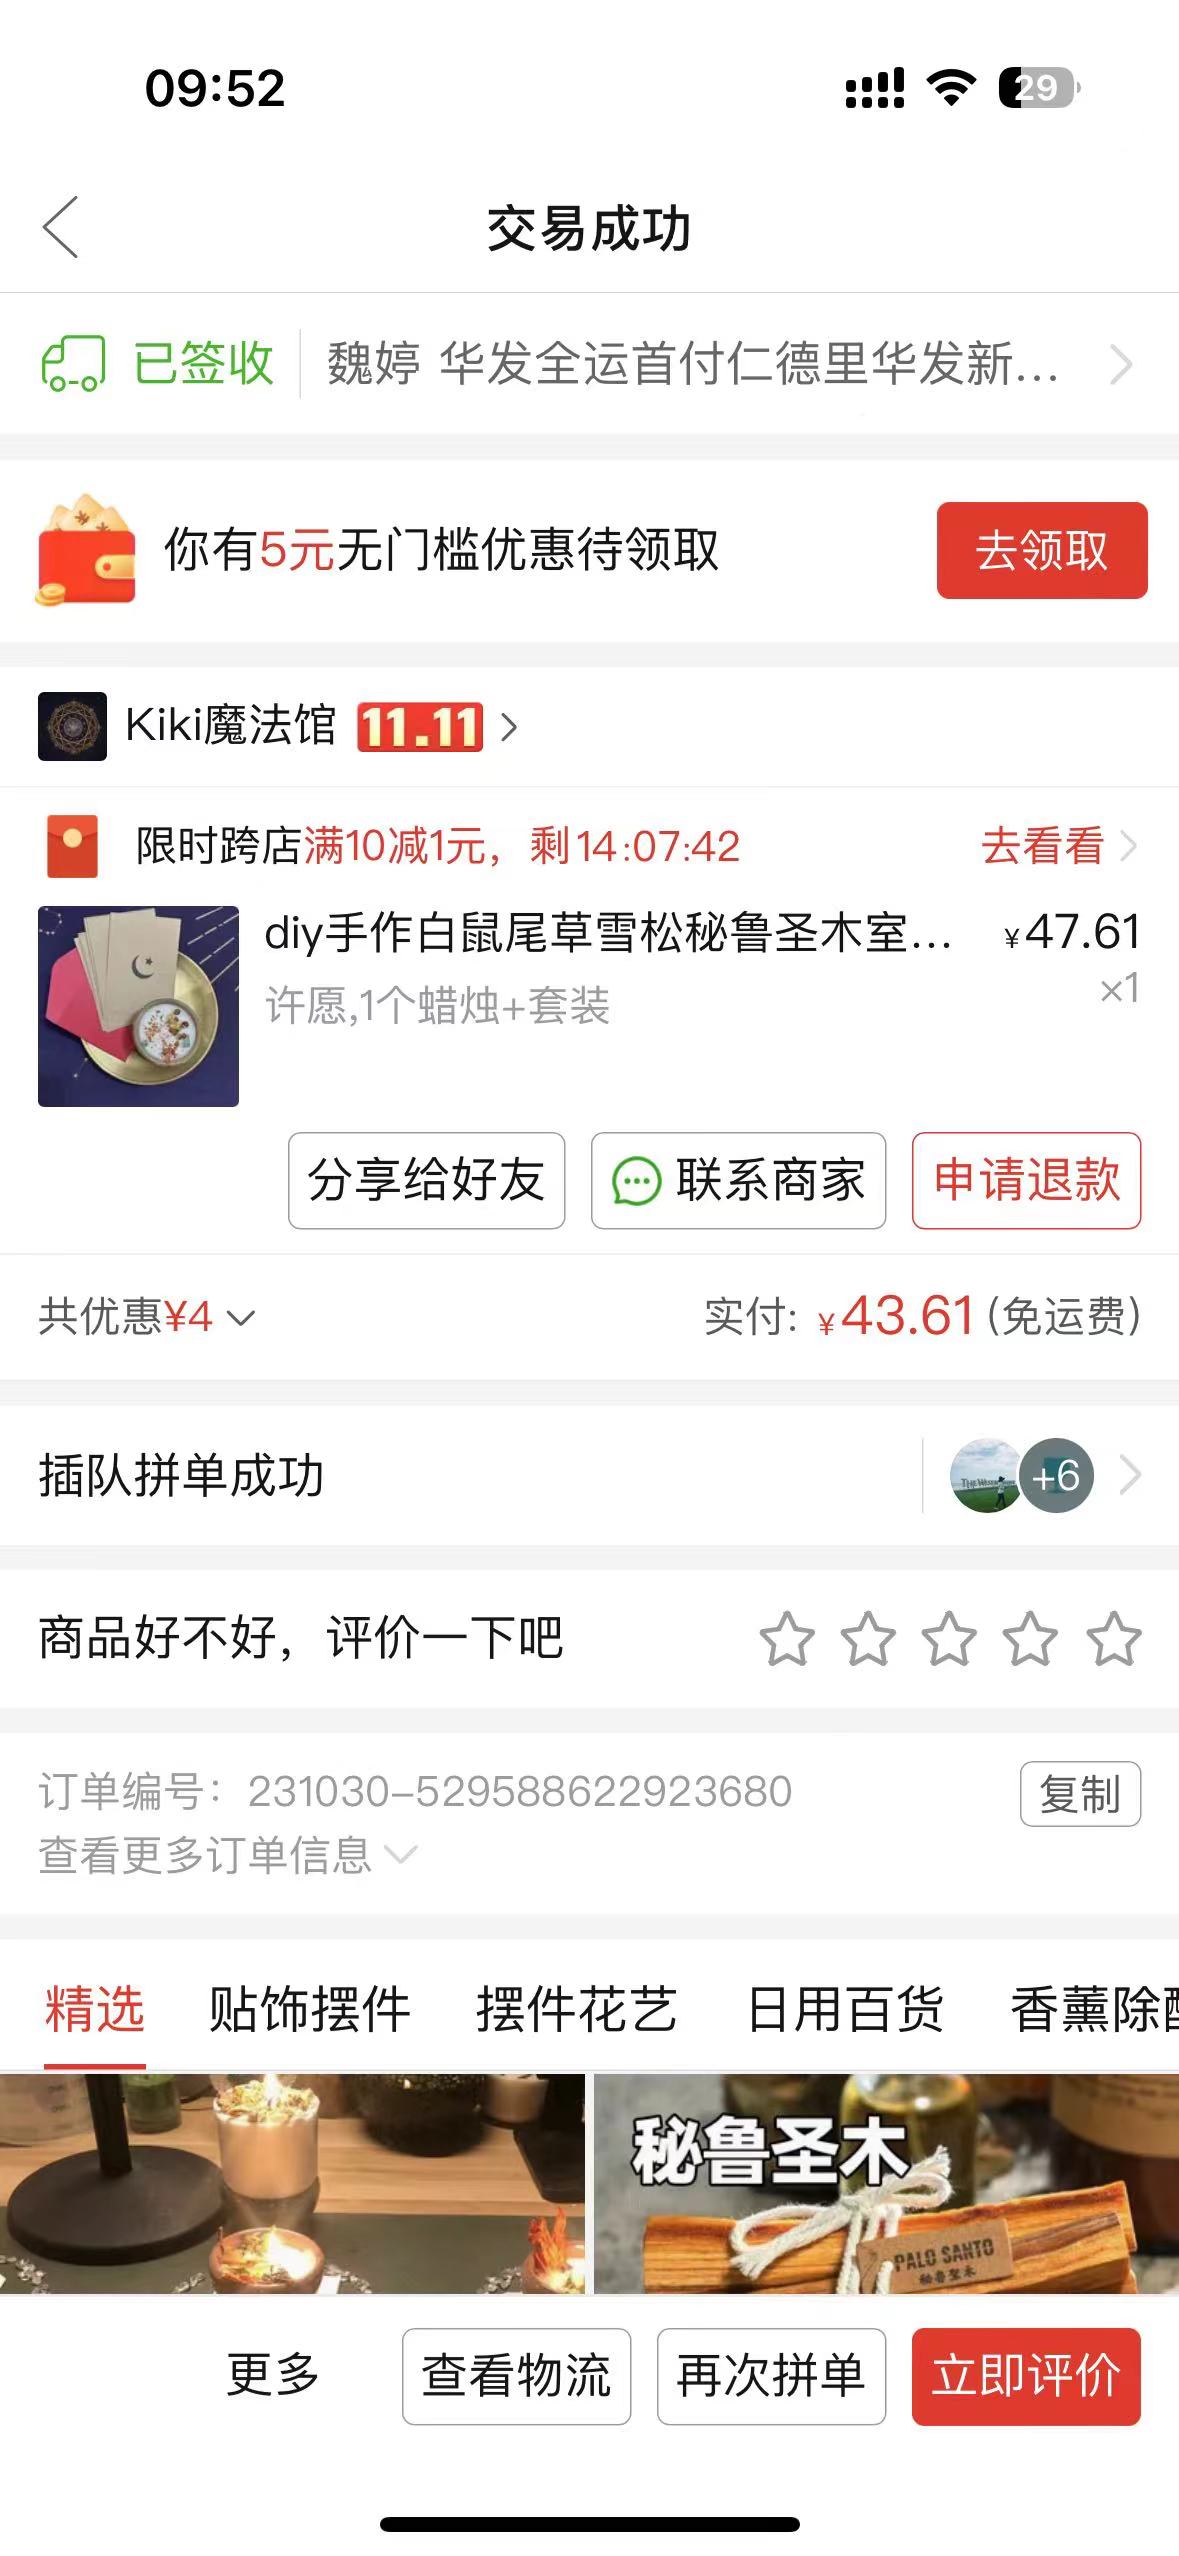 09:52
29
交易成功
已签收 魏婷 华发全运首付仁德里华发新...
你有5元无门槛优惠待领取 去领取
Kiki魔法馆 11.11
限时跨店满10减1元，剩14:07:42 去看看
diy手作白鼠尾草雪松秘鲁圣木室... ¥47.61
许愿,1个蜡烛+套装 ×1
分享给好友 联系商家 申请退款
共优惠¥4 实付: ¥43.61(免运费)
插队拼单成功 +6
商品好不好，评价一下吧
订单编号：231030-529588622923680 复制
查看更多订单信息
精选 贴饰摆件 摆件花艺 日用百货 香薰除
秘鲁圣木
PALO SANTO
秘鲁圣木
更多 查看物流 再次拼单 立即评价